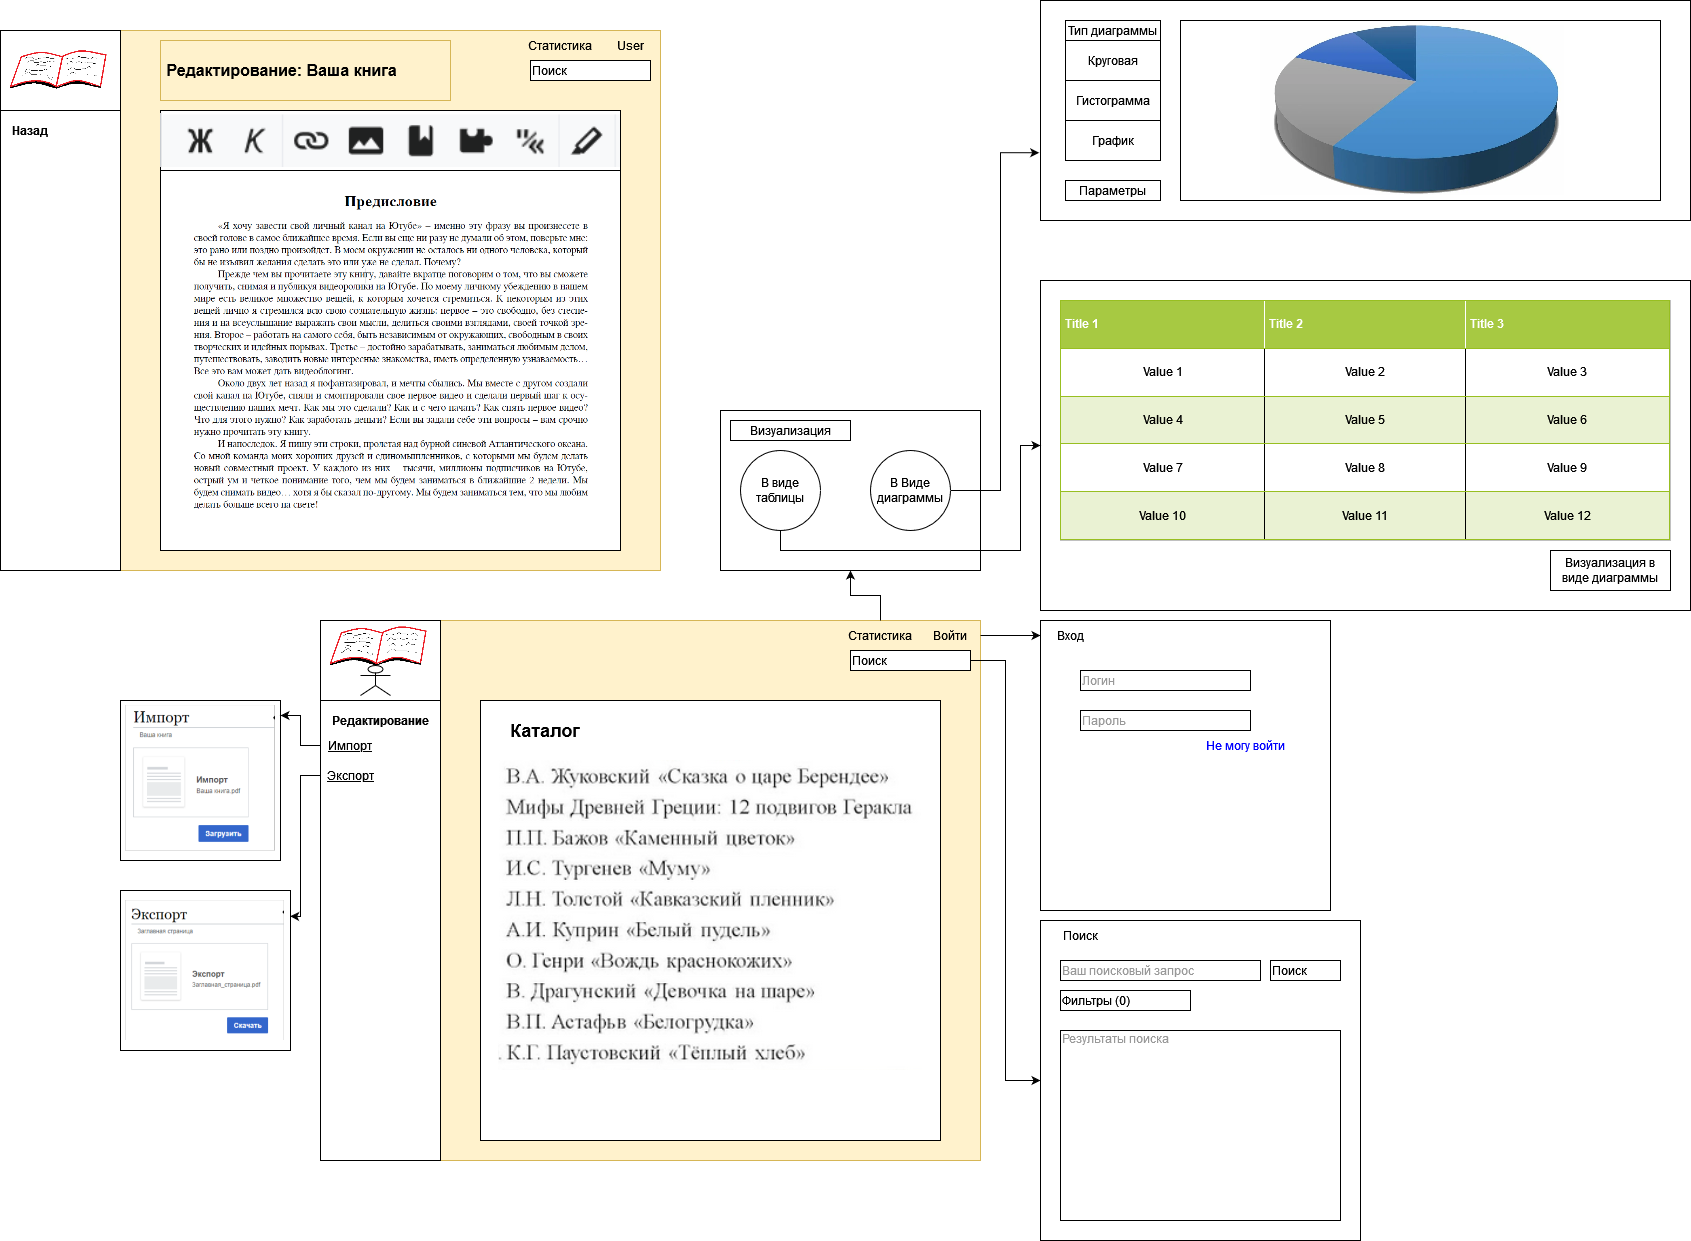 Статистика
User
Редактирование: Ваша книга
Поиск
Назад
Ж К
Предисловие
«Я хочу завести свой личный канал на Ютубе» – именно эту фразу вы произнесете в
своей голове в самое ближайшее время. Если вы еще ни разу не думали об этом, поверьте мне:
это рано или поздно произойдет. В моем окружении не осталось ни одного человека, который
бы не изъявил желания сделать это или уже не сделал. Почему?
Прежде чем вы прочитаете эту книгу, давайте вкратце поговорим о том, что вы сможете
получить, снимая и публикуя видеоролики на Ютубе. По моему личному убеждению в нашем
мире есть великое множество вещей, к которым хочется стремиться. К некоторым из этих
вещей лично я стремился всю свою сознательную жизнь: первое – это свободно, без стесне-
ния и на всеуслышание выражать свои мысли, делиться своими взглядами, своей точкой зре-
ния. Второе – работать на самого себя, быть независимым от окружающих, свободным в своих
творческих и идейных порывах. Третье – достойно зарабатывать, заниматься любимым делом,
путешествовать, заводить новые интересные знакомства, иметь определенную узнаваемость…
Все это вам может дать видеоблогинг.
Около двух лет назад я пофантазировал, и мечты сбылись. Мы вместе с другом создали
свой канал на Ютубе, сняли и смонтировали свое первое видео и сделали первый шаг к осу-
ществлению наших мечт. Как мы это сделали? Как и с чего начать? Как снять первое видео?
Что для этого нужно? Как заработать деньги? Если вы задали себе эти вопросы – вам срочно
нужно прочитать эту книгу.
И напоследок. Я пишу эти строки, пролетая над бурной синевой Атлантического океана.
Со мной команда моих хороших друзей и единомышленников, с которыми мы будем делать
новый совместный проект. У каждого из них – тысячи, миллионы подписчиков на Ютубе,
острый ум и четкое понимание того, чем мы будем заниматься в ближайшие 2 недели. Мы
будем снимать видео… хотя я бы сказал по-другому. Мы будем заниматься тем, что мы любим
делать больше всего на свете!
Тип диаграммы
Круговая
Гистограмма
График
Параметры
Title 1 Title 2 Title 3
Value 1 Value 2 Value 3
Value 4 Value 5 Value 6
Value 7 Value 8 Value 9
Value 10 Value 11 Value 12
Визуализация в
виде диаграммы
Визуализация
В виде
таблицы
В Виде
диаграммы
Статистика
Войти
Поиск
Редактирование
Импорт
Экспорт
Каталог
В.А. Жуковский «Сказка о царе Берендее»
Мифы Древней Греции: 12 подвигов Геракла
П.П. Бажов «Каменный цветок»
И.С. Тургенев «Муму»
Л.Н. Толстой «Кавказский пленник»
А.И. Куприн «Белый пудель»
О. Генри «Вождь краснокожих»
В. Драгунский «Девочка на шаре»
В.П. Астафьв «Белогрудка»
. К.Г. Паустовский «Тёплый хлеб»
Импорт
Ваша книга
Импорт
Ваша книга.pdf
Загрузить
Экспорт
Заглавная страница
Экспорт
Заглавная_страница.pdf
Скачать
Вход
Логин
Пароль
Не могу войти
Поиск
Ваш поисковый запрос
Поиск
Фильтры (0)
Результаты поиска